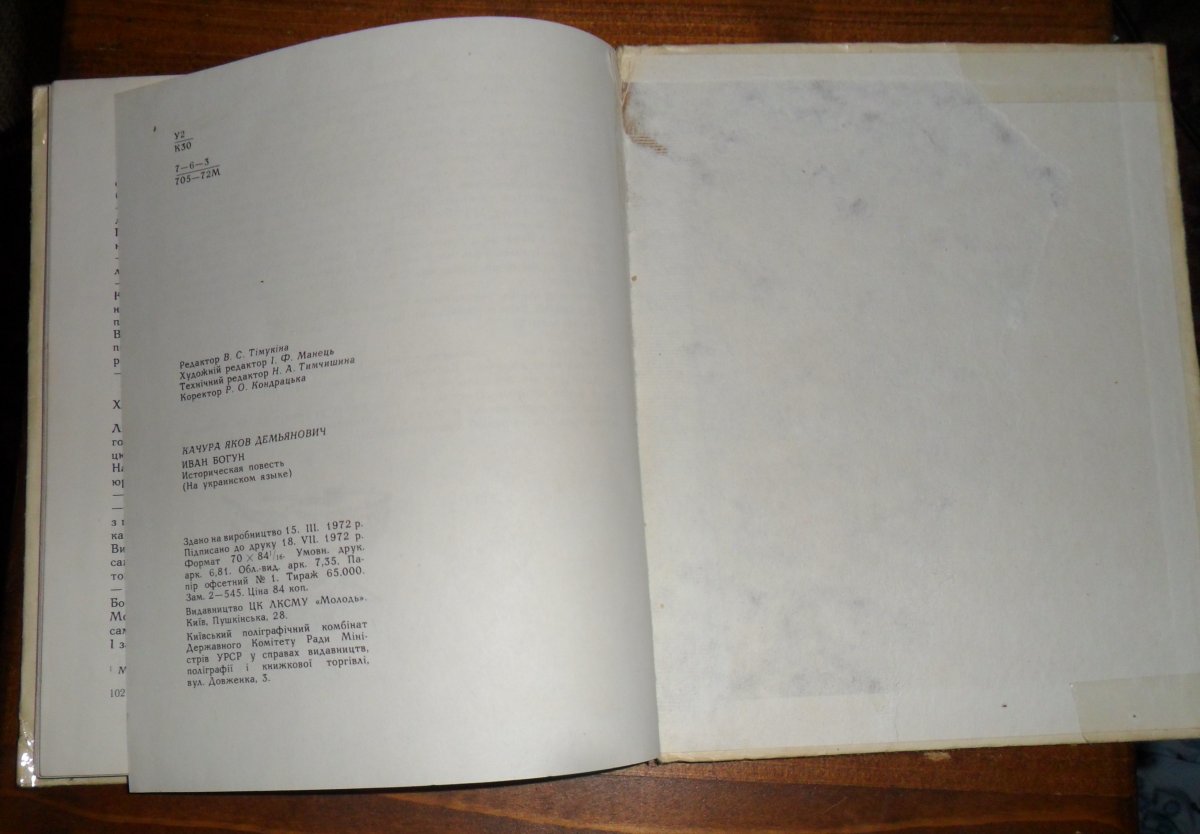 У2
К30
7—6—3
705—72М
Редактор В. С. Тімукіна
Художній редактор І. Ф. Манець
Технічний редактор Н. А. Тимчишина
Коректор Р. О. Кондрацька
КАЧУРА ЯКОВ ДЕМЬЯНОВИЧ
ИВАН БОГУН
Историческая повесть
(На украинском языке)
Здано на виробництво 15. III. 1972 р.
Підписано до друку 18. VII. 1972 р.
Формат 70 × 84¹/₁₆. Умовн. друк.
арк. 6,81. Обл.-вид. арк. 7,35. Па-
пір офсетний № 1. Тираж 65.000.
Зам. 2—545. Ціна 84 коп.
Видавництво ЦК ЛКСМУ «Молодь».
Київ, Пушкінська, 28.
Київський поліграфічний комбінат
Державного Комітету Ради Міні-
стрів УРСР у справах видавництв,
поліграфії і книжкової торгівлі,
вул. Довженка, 3.
102